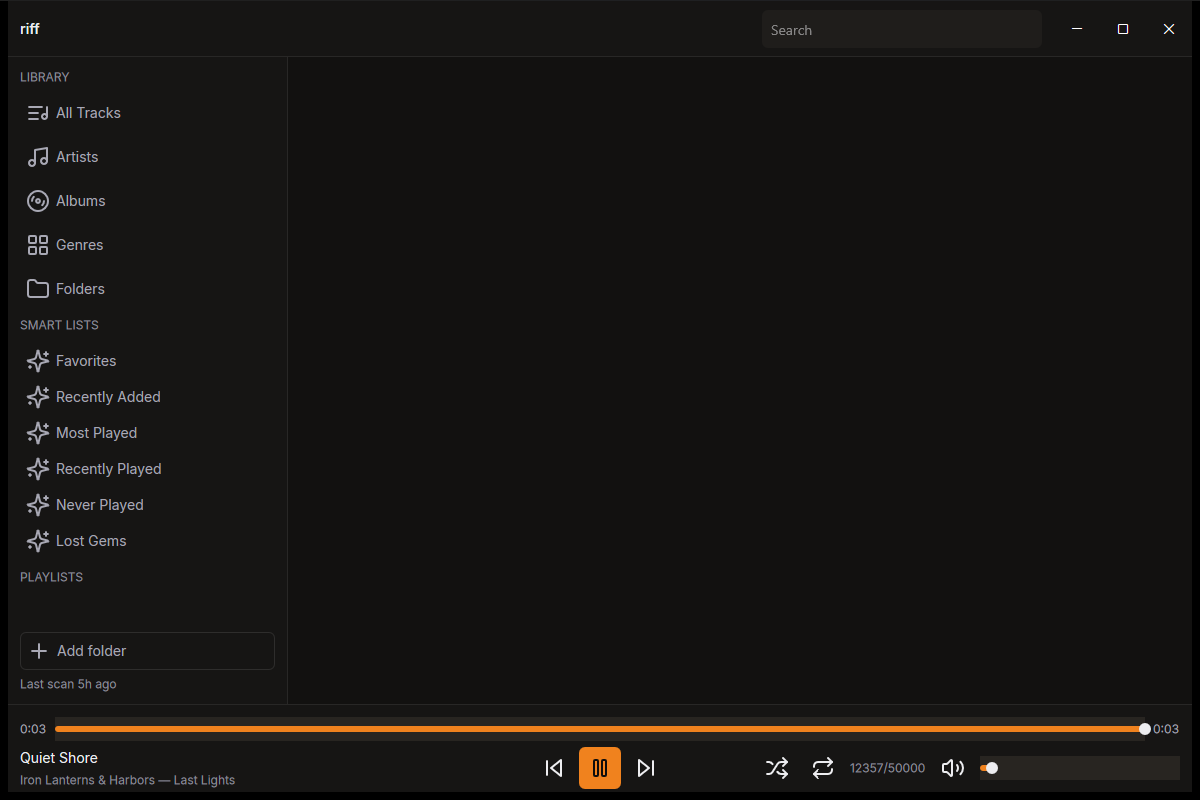 riff
Search
LIBRARY
All Tracks
Artists
Albums
Genres
Folders
SMART LISTS
Favorites
Recently Added
Most Played
Recently Played
Never Played
Lost Gems
PLAYLISTS
Add folder
Last scan 5h ago
0:03
0:03
Quiet Shore
Iron Lanterns & Harbors — Last Lights
12357/50000